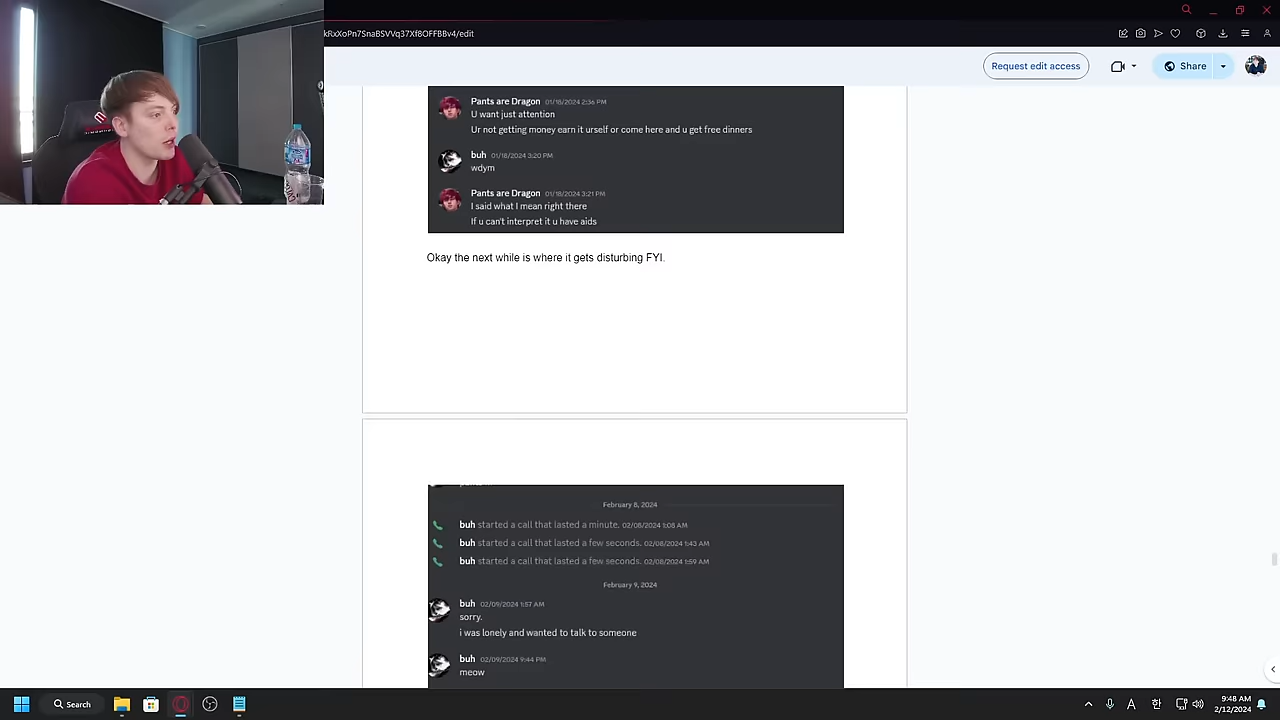 kRxXoPn7SnaBSVVq37Xf8OFFBBv4/edit
Request edit access
Share
Pants are Dragon 01/18/2024 2:36 PM
U want just attention
Ur not getting money earn it urself or come here and u get free dinners
buh 01/18/2024 3:20 PM
wdym
Pants are Dragon 01/18/2024 3:21 PM
I said what I mean right there
If u can't interpret it u have aids
Okay the next while is where it gets disturbing FYI.
February 8, 2024
buh started a call that lasted a minute. 02/08/2024 1:08 AM
buh started a call that lasted a few seconds. 02/08/2024 1:43 AM
buh started a call that lasted a few seconds. 02/08/2024 1:59 AM
February 9, 2024
buh 02/09/2024 1:57 AM
sorry.
i was lonely and wanted to talk to someone
buh 02/09/2024 9:44 PM
meow
Search
A
9:48 AM
2/12/2024